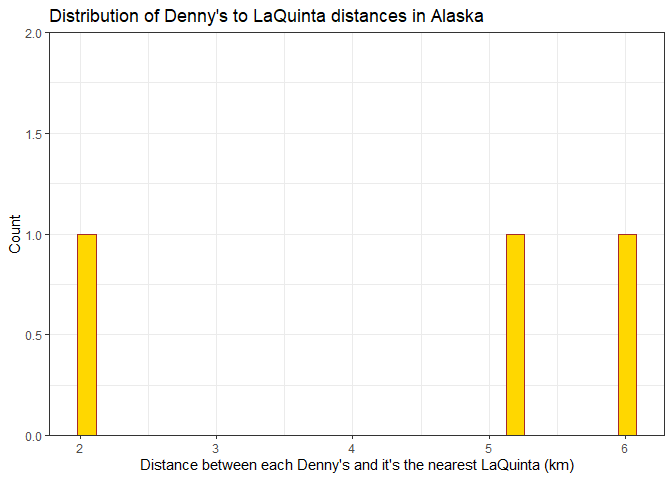 Distribution of Denny's to LaQuinta distances in Alaska
2.0
1.5
1.0
0.5
0.0
Count
2 3 4 5 6
Distance between each Denny's and it's the nearest LaQuinta (km)